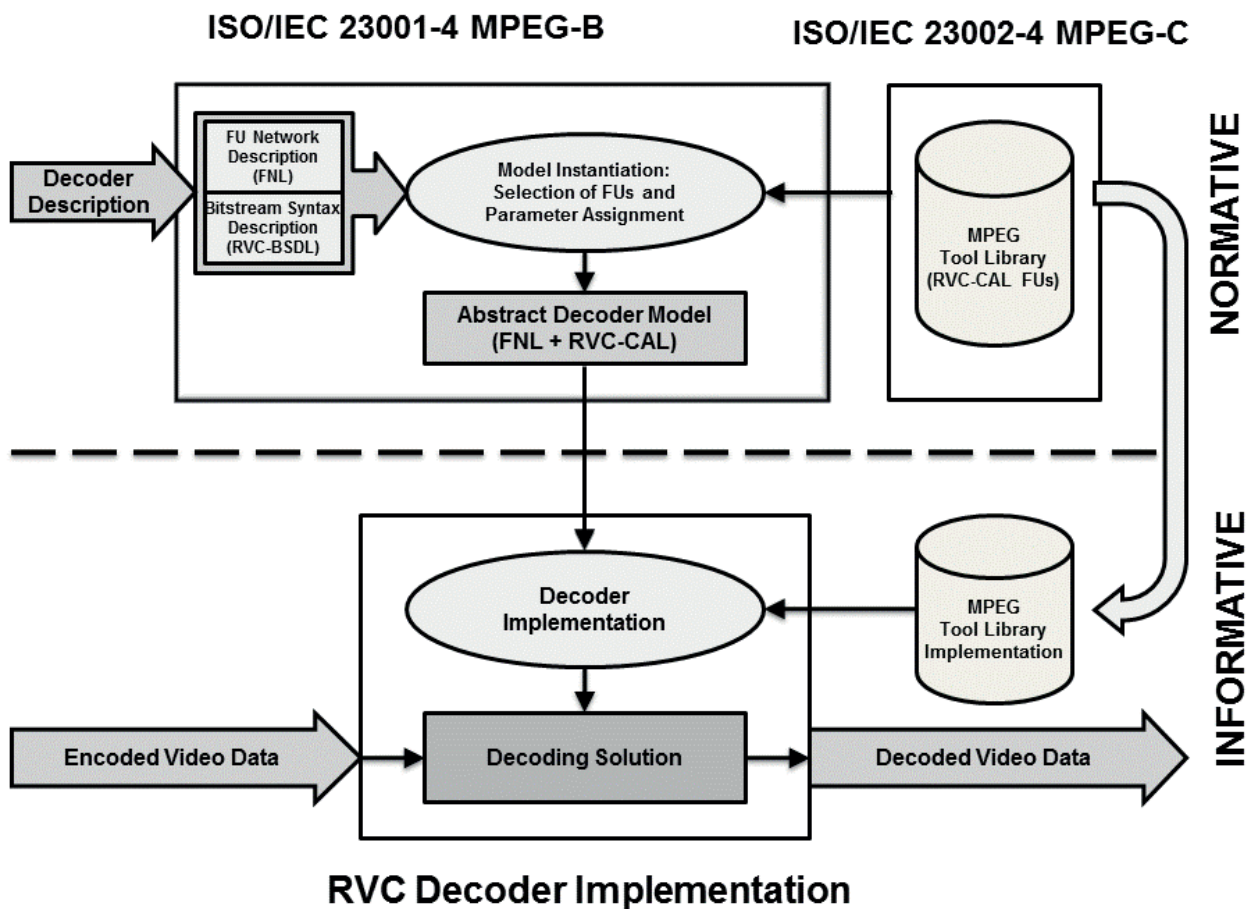 ISO/IEC 23001-4 MPEG-B
ISO/IEC 23002-4 MPEG-C
Decoder
Description
FU Network
Description
(FNL)
Bitstream Syntax
Description
(RVC-BSDL)
Model Instantiation:
Selection of FUs and
Parameter Assignment
Abstract Decoder Model
(FNL + RVC-CAL)
MPEG
Tool Library
(RVC-CAL FUs)
NORMATIVE
Decoder
Implementation
MPEG
Tool Library
Implementation
INFORMATIVE
Encoded Video Data
Decoding Solution
Decoded Video Data
RVC Decoder Implementation